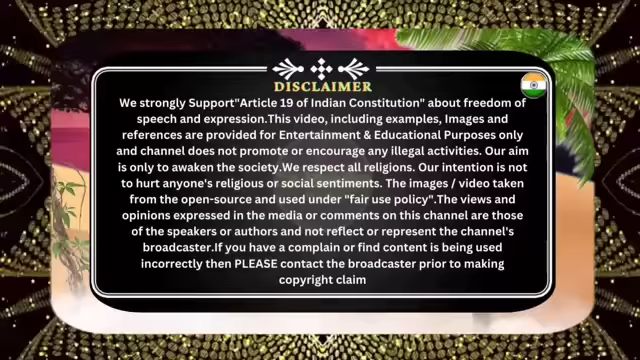 DISCLAIMER
We strongly Support"Article 19 of Indian Constitution" about freedom of
speech and expression.This video, including examples, Images and
references are provided for Entertainment & Educational Purposes only
and channel does not promote or encourage any illegal activities. Our aim
is only to awaken the society.We respect all religions. Our intention is not
to hurt anyone's religious or social sentiments. The images / video taken
from the open-source and used under "fair use policy".The views and
opinions expressed in the media or comments on this channel are those
of the speakers or authors and not reflect or represent the channel's
broadcaster.If you have a complain or find content is being used
incorrectly then PLEASE contact the broadcaster prior to making
copyright claim